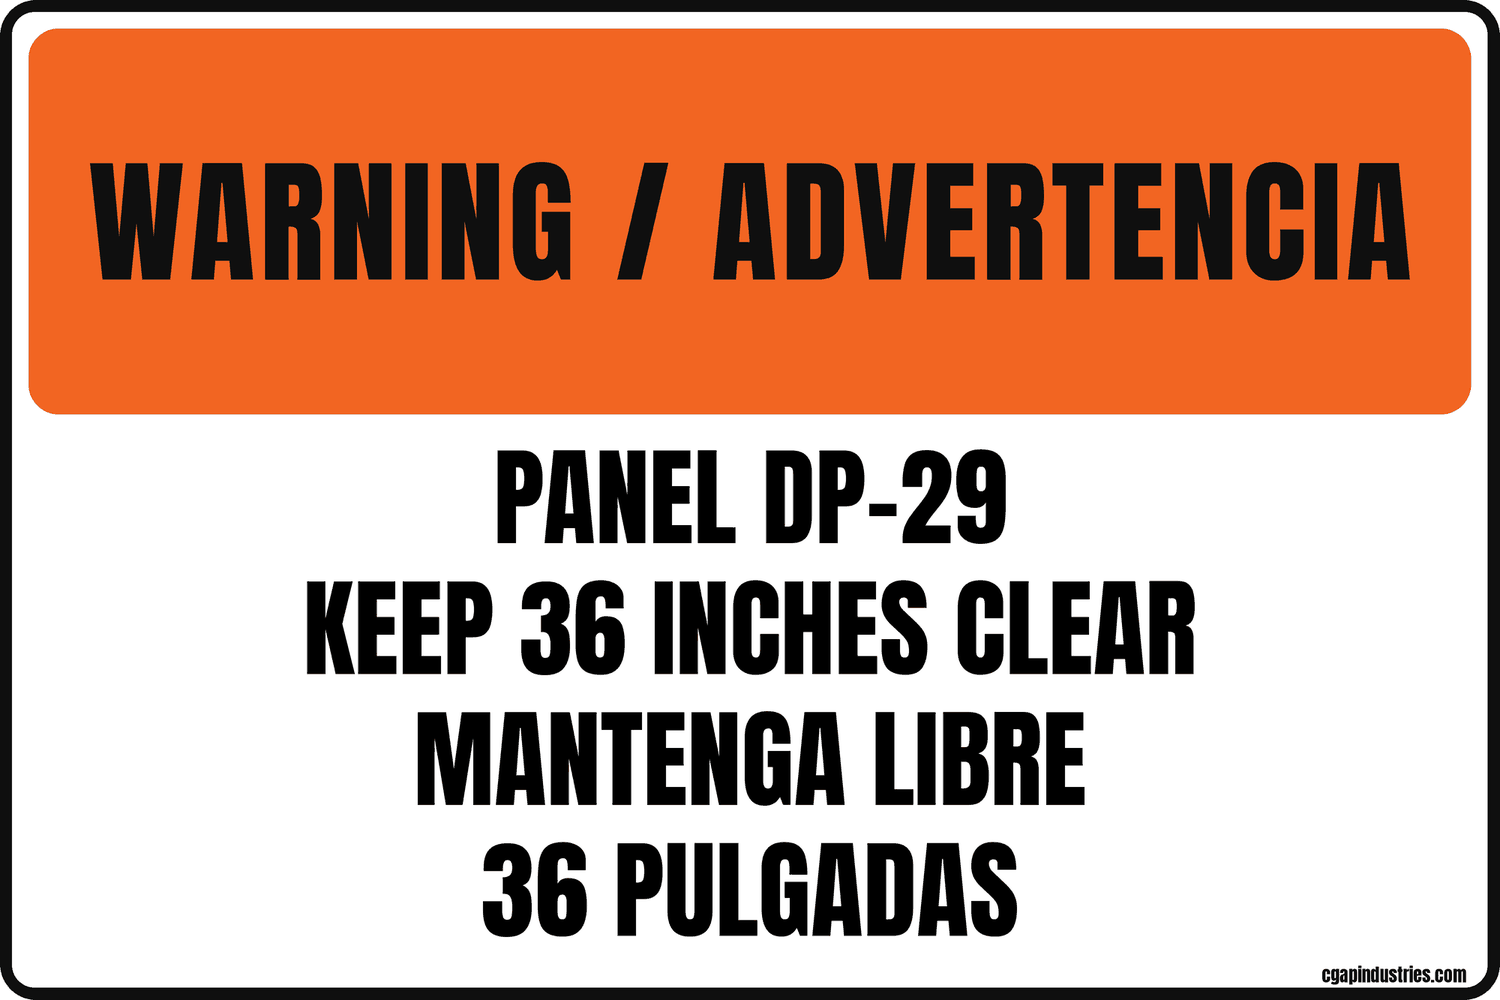 WARNING / ADVERTENCIA
PANEL DP-29
KEEP 36 INCHES CLEAR
MANTENGA LIBRE
36 PULGADAS
cgapindustries.com